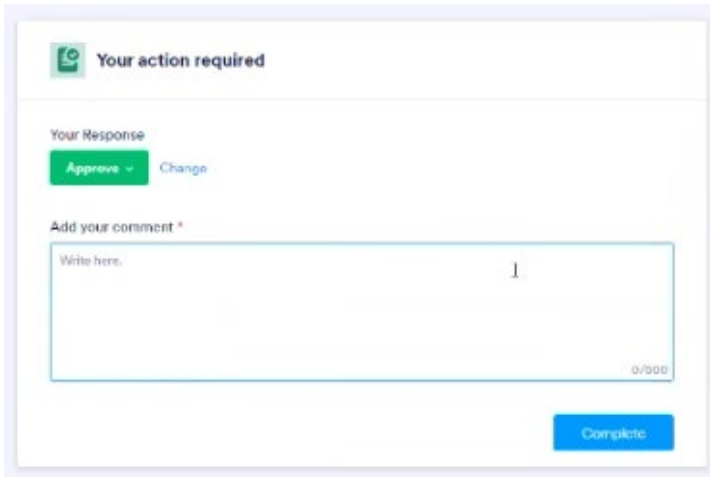 Your action required
Your Response
Approve Change
Add your comment *
Write here.
0/500
Complete